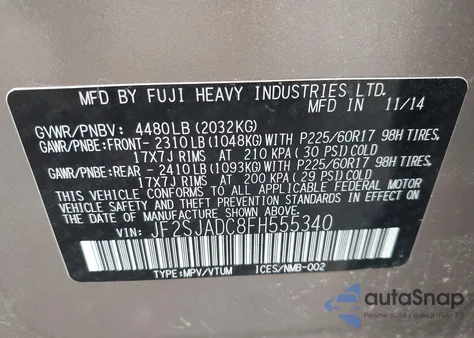 MFD BY FUJI HEAVY INDUSTRIES LTD.
MADE IN JAPAN 11/14
GVWR/PNBV: 4480LB (2032KG)
GAWR/PNBE:FRONT- 2310LB (1048KG)WITH P225/60R17 98H TIRES,
17X7J RIMS AT 210 KPA (30 PSI) COLD
GAWR/PNBE:REAR - 2410LB (1093KG)WITH P225/60R17 98H TIRES,
17X7J RIMS AT 200 KPA (29 PSI) COLD
THIS VEHICLE CONFORMS TO ALL APPLICABLE FEDERAL MOTOR
VEHICLE SAFETY AND THEFT PREVENTION STANDARDS IN
EFFECT ON THE DATE OF MANUFACTURE SHOWN ABOVE.
VIN: JF2SJADC8FH555340
TYPE:MPV/VTUM ICES/NMB-002
autoSnap